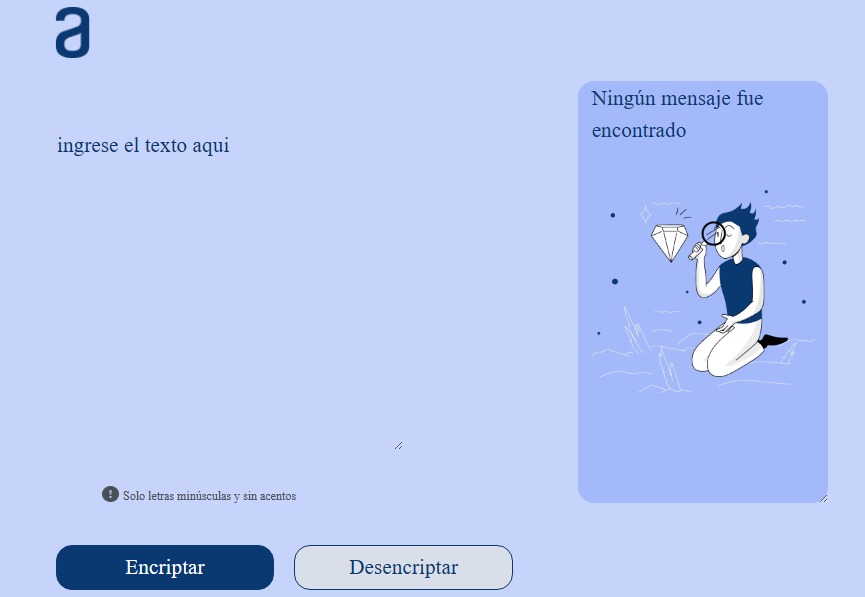 a
ingrese el texto aqui
Ningún mensaje fue
encontrado
! Solo letras minúsculas y sin acentos
Encriptar
Desencriptar